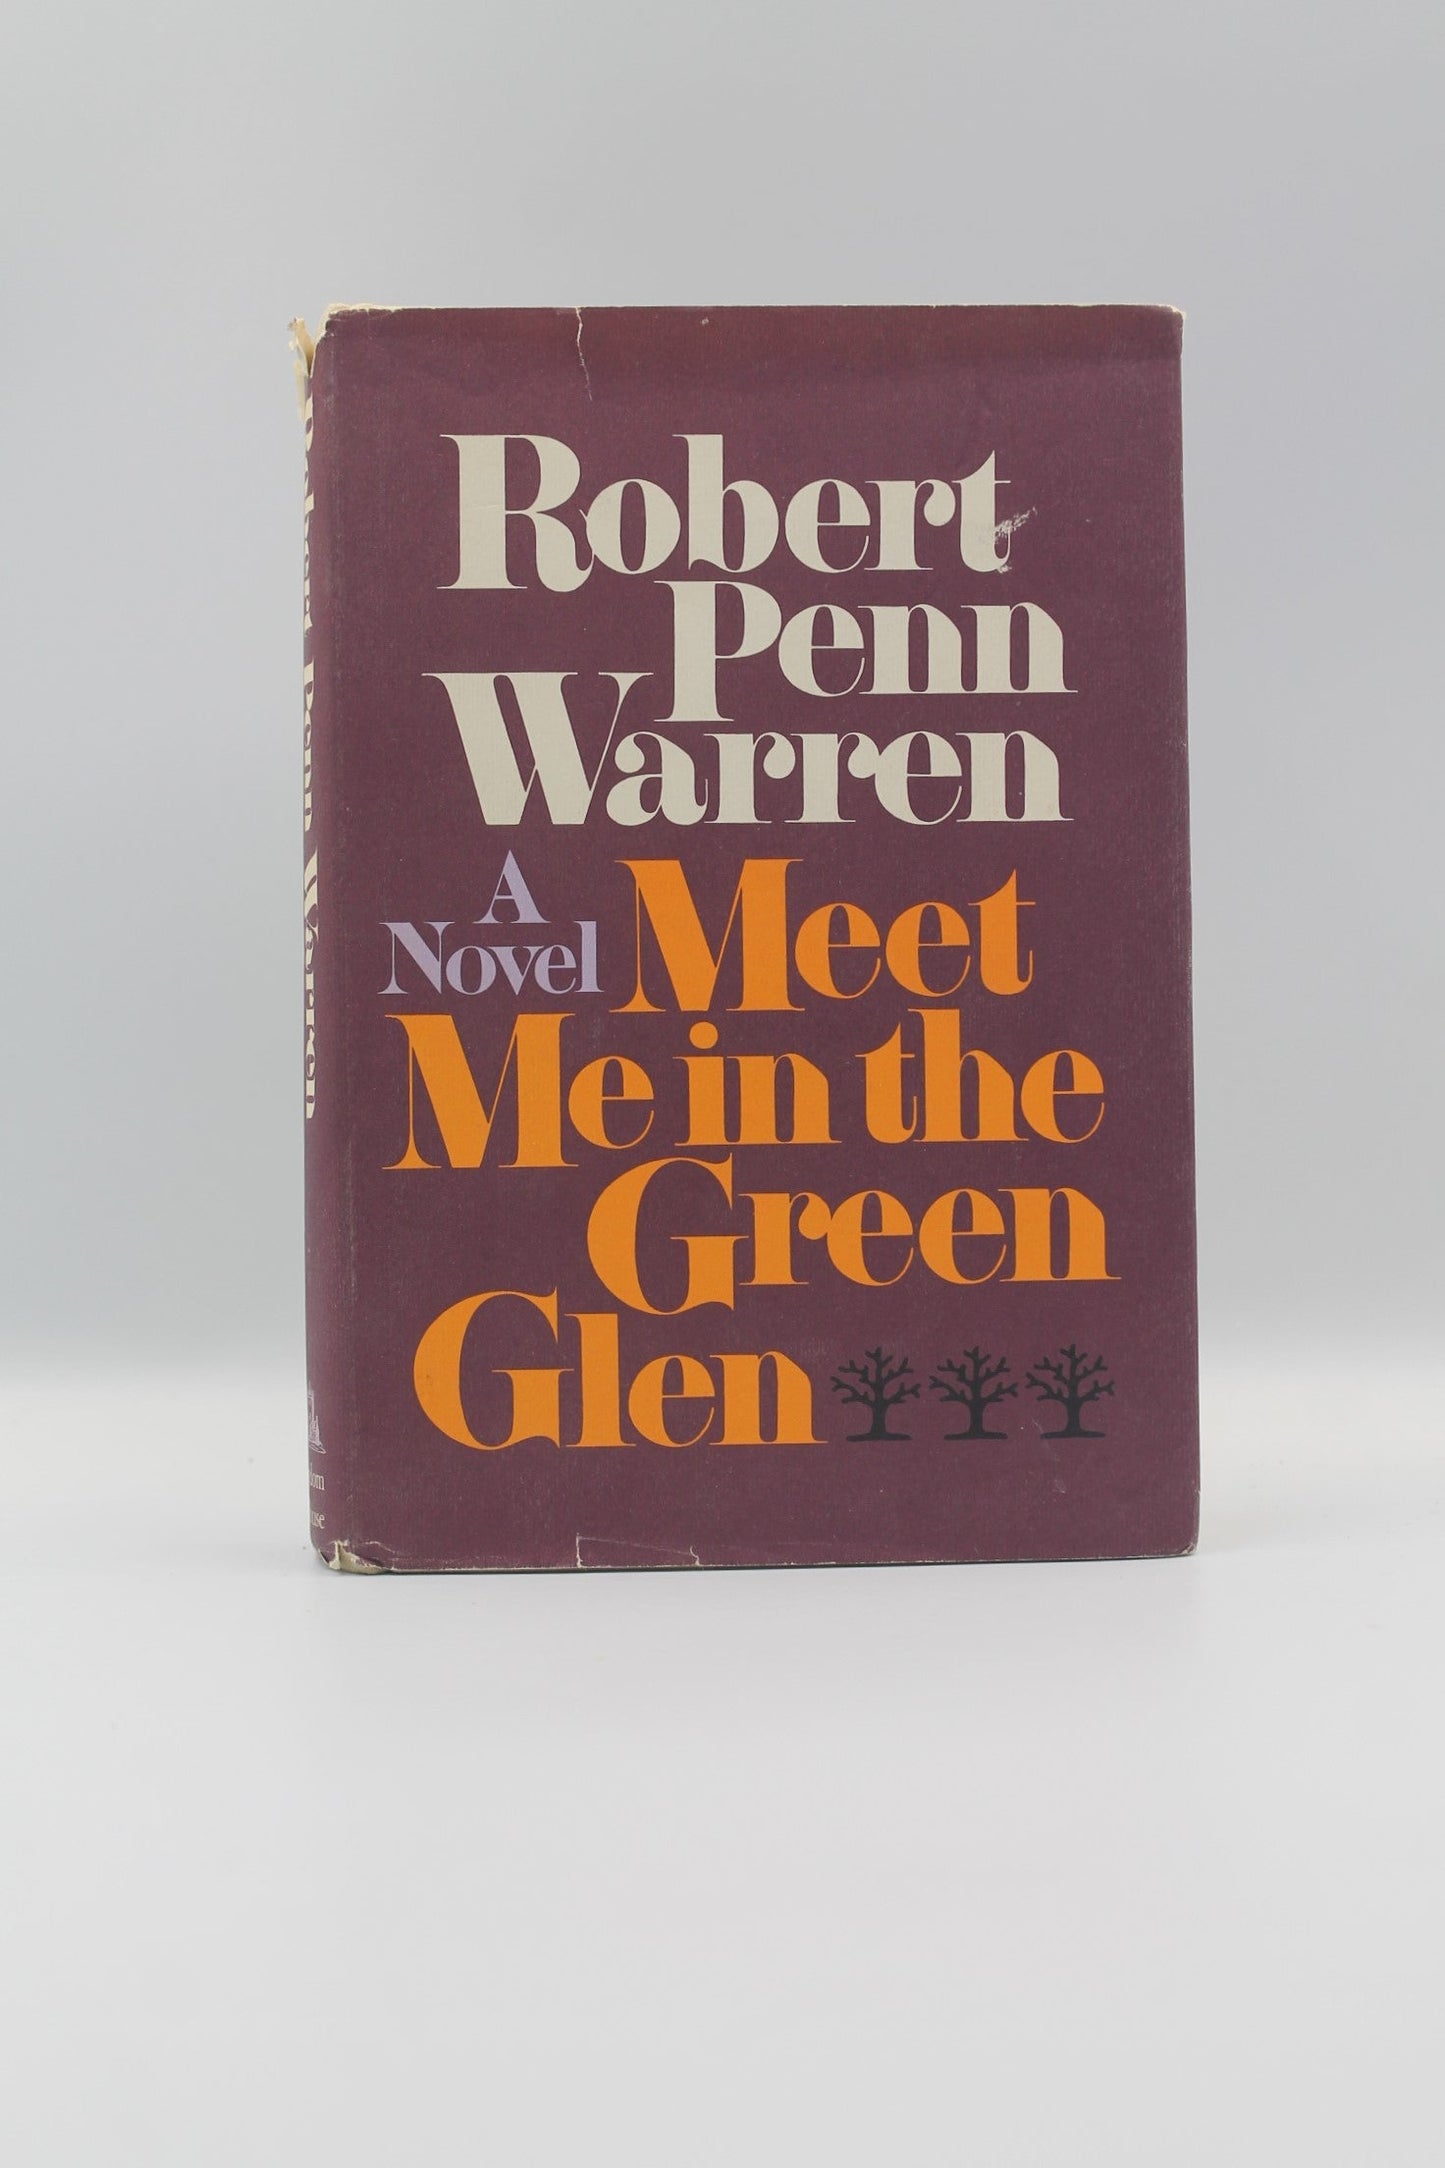 Robert
Penn
Warren
A
Novel
Meet
Me in the
Green
Glen
Robert Penn Warren